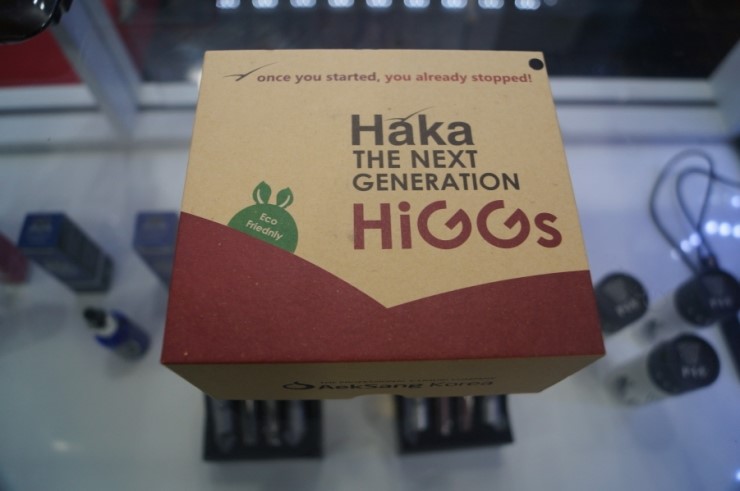 once you started, you already stopped!
Haka
THE NEXT
GENERATION
HiGGs
Eco
Friednly
AekSang Korea